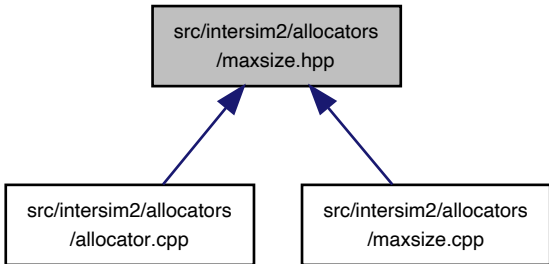 src/intersim2/allocators
/maxsize.hpp
src/intersim2/allocators
/allocator.cpp
src/intersim2/allocators
/maxsize.cpp